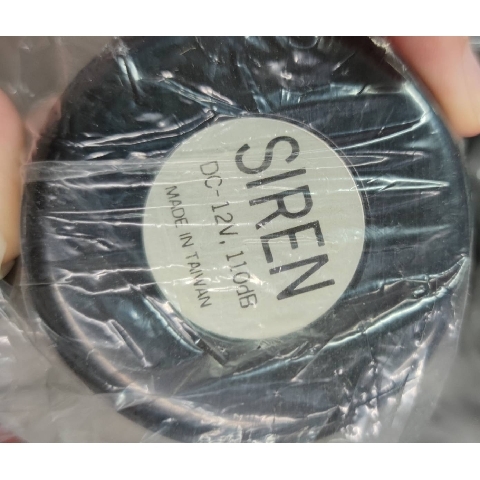 SIREN
DC-12V, 110dB
MADE IN TAIWAN